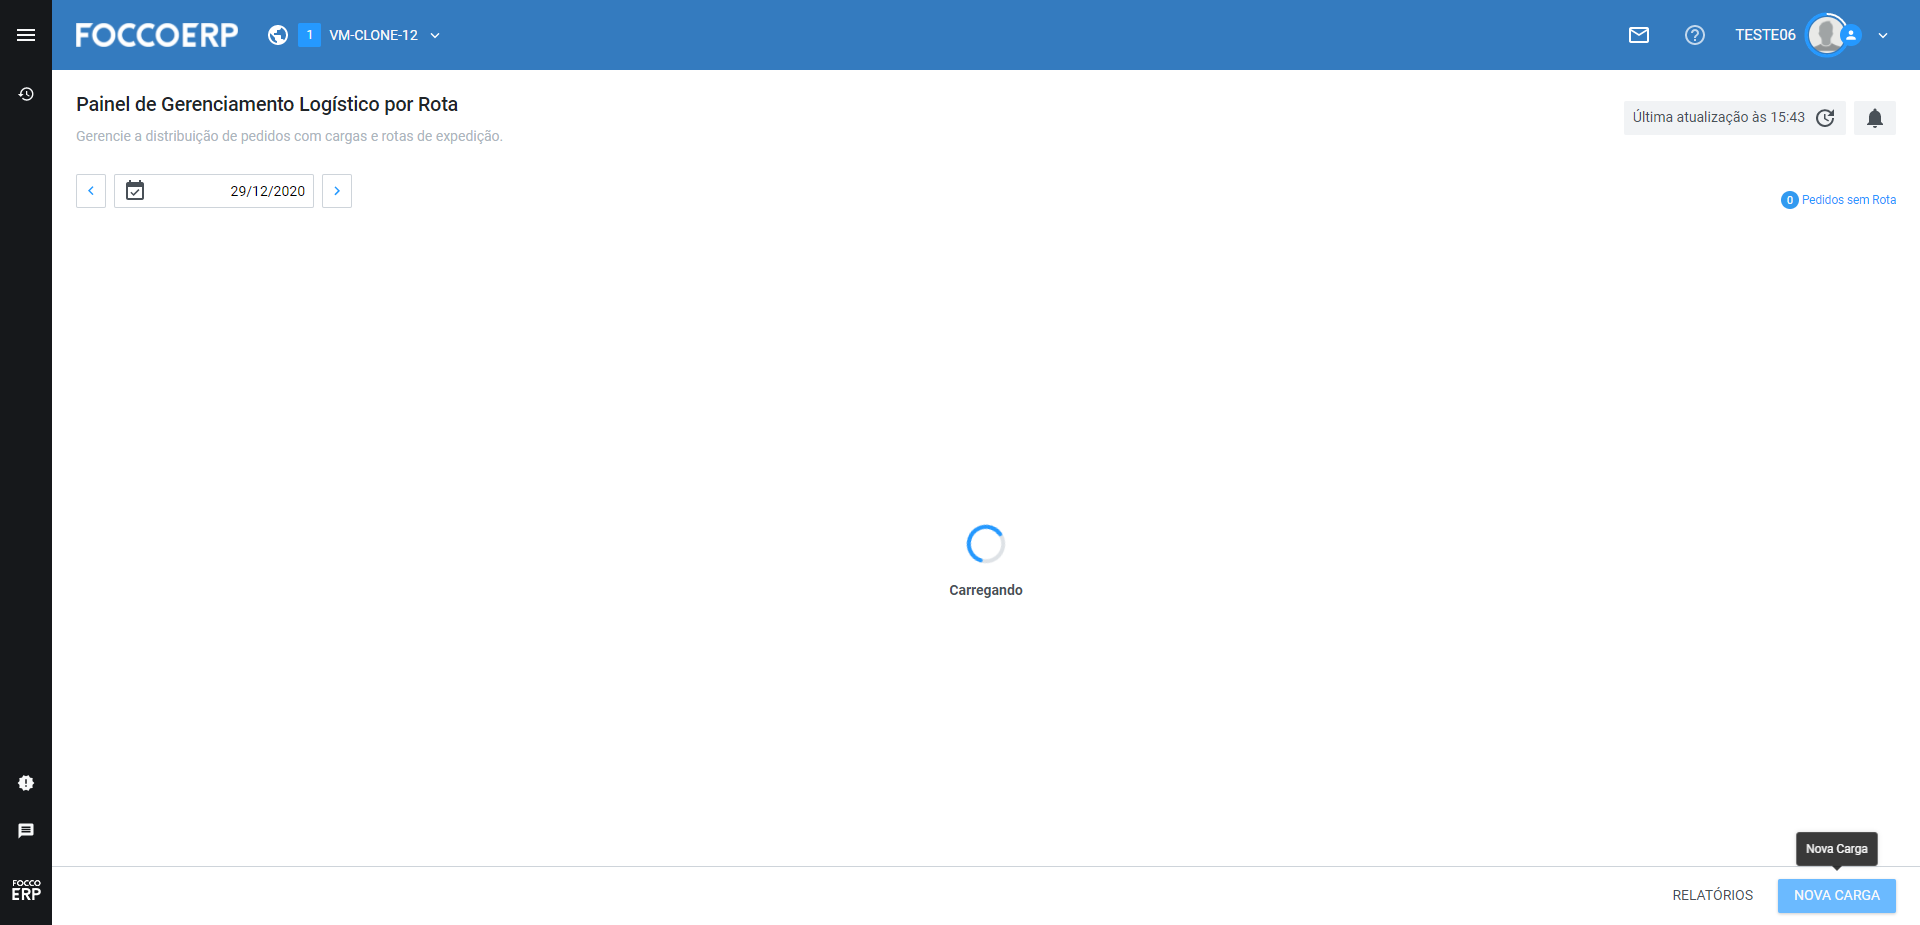 FOCCOERP
1 VM-CLONE-12
TESTE06
Painel de Gerenciamento Logístico por Rota
Gerencie a distribuição de pedidos com cargas e rotas de expedição.
Última atualização às 15:43
29/12/2020
0 Pedidos sem Rota
Carregando
Nova Carga
FOCCO
ERP
RELATÓRIOS
NOVA CARGA